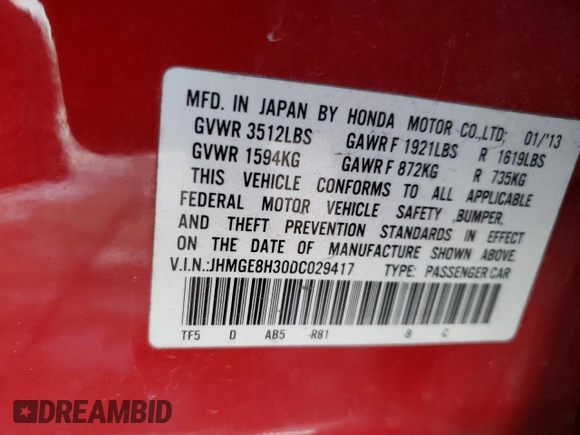 MFD. IN JAPAN BY HONDA MOTOR CO.,LTD; 01/'13
GVWR 3512LBS GAWR F 1921LBS R 1619LBS
GVWR 1594KG GAWR F 872KG R 735KG
THIS VEHICLE CONFORMS TO ALL APPLICABLE
FEDERAL MOTOR VEHICLE SAFETY ,BUMPER,
AND THEFT PREVENTION STANDARDS IN EFFECT
ON THE DATE OF MANUFACTURE SHOWN ABOVE.
V.I.N.:JHMGE8H30DC029417 TYPE: PASSENGER CAR
TF5 D AB5 R81 8 C
DREAMBID